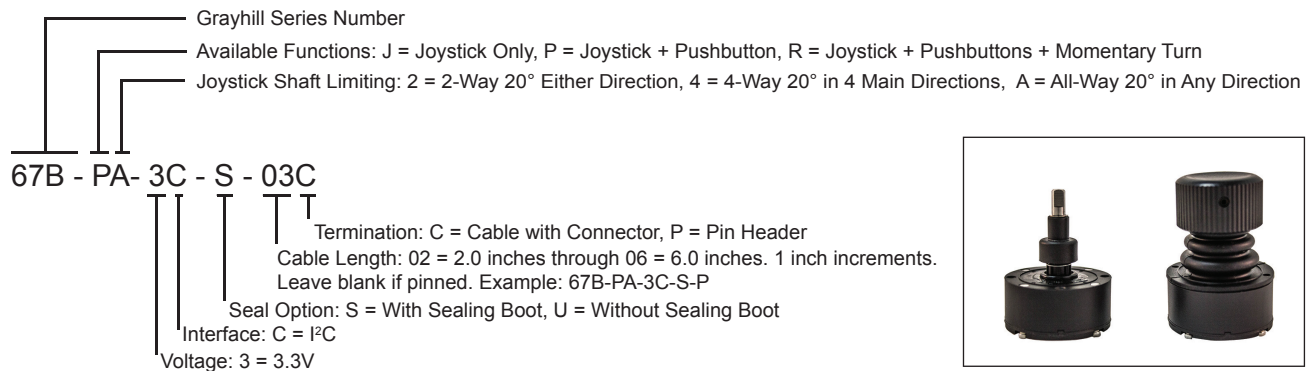 Grayhill Series Number
Available Functions: J = Joystick Only, P = Joystick + Pushbutton, R = Joystick + Pushbuttons + Momentary Turn
Joystick Shaft Limiting: 2 = 2-Way 20° Either Direction, 4 = 4-Way 20° in 4 Main Directions, A = All-Way 20° in Any Direction
67B - PA- 3C - S - 03C
Termination: C = Cable with Connector, P = Pin Header
Cable Length: 02 = 2.0 inches through 06 = 6.0 inches. 1 inch increments.
Leave blank if pinned. Example: 67B-PA-3C-S-P
Seal Option: S = With Sealing Boot, U = Without Sealing Boot
Interface: C = I²C
Voltage: 3 = 3.3V